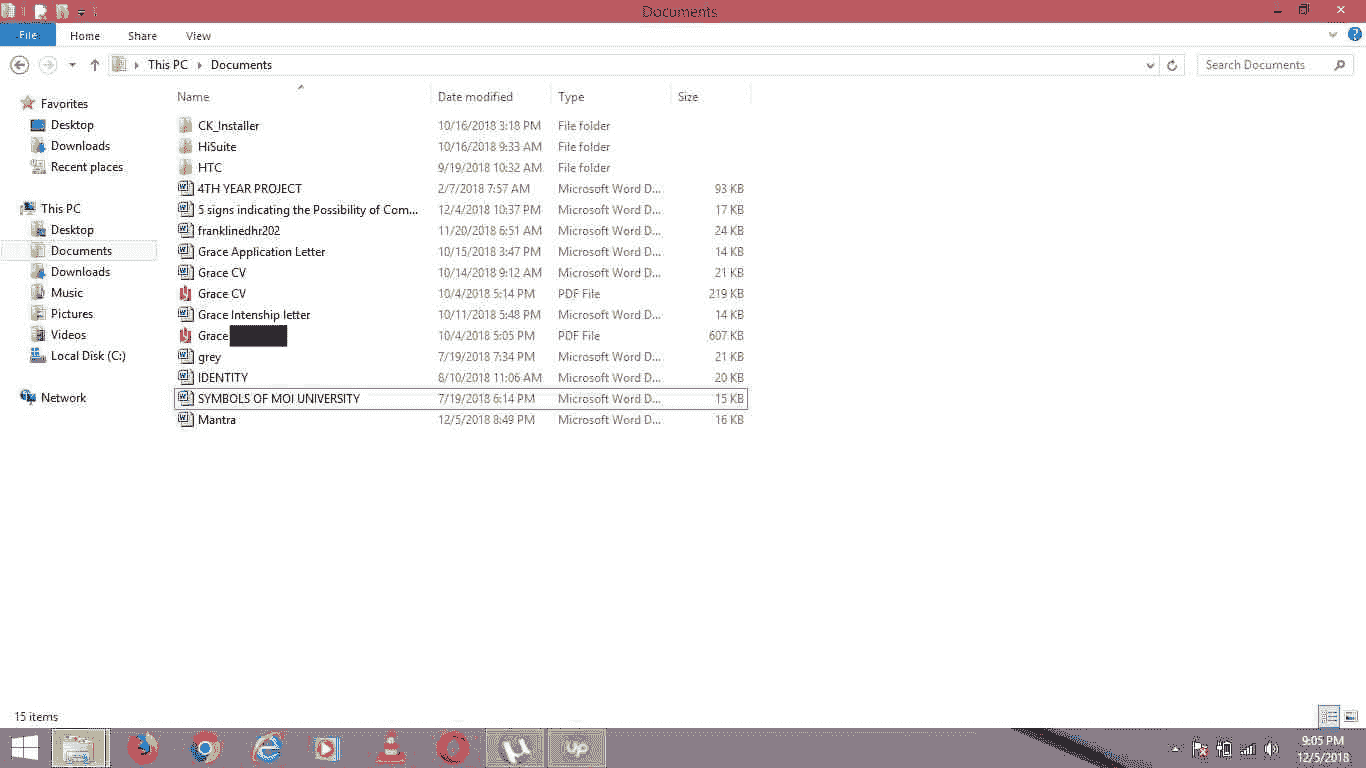 Documents
File Home Share View
This PC Documents
Search Documents
Name Date modified Type Size
Favorites
Desktop
Downloads
Recent places
This PC
Desktop
Documents
Downloads
Music
Pictures
Videos
Local Disk (C:)
Network
CK_Installer 10/16/2018 3:18 PM File folder
HiSuite 10/16/2018 9:33 AM File folder
HTC 9/19/2018 10:32 AM File folder
4TH YEAR PROJECT 2/7/2018 7:57 AM Microsoft Word D... 93 KB
5 signs indicating the Possibility of Com... 12/4/2018 10:37 PM Microsoft Word D... 17 KB
franklinedhr202 11/20/2018 6:51 AM Microsoft Word D... 24 KB
Grace Application Letter 10/15/2018 3:47 PM Microsoft Word D... 14 KB
Grace CV 10/14/2018 9:12 AM Microsoft Word D... 21 KB
Grace CV 10/4/2018 5:14 PM PDF File 219 KB
Grace Intenship letter 10/11/2018 5:48 PM Microsoft Word D... 14 KB
Grace 10/4/2018 5:05 PM PDF File 607 KB
grey 7/19/2018 7:34 PM Microsoft Word D... 21 KB
IDENTITY 8/10/2018 11:06 AM Microsoft Word D... 20 KB
SYMBOLS OF MOI UNIVERSITY 7/19/2018 6:14 PM Microsoft Word D... 15 KB
Mantra 12/5/2018 8:49 PM Microsoft Word D... 16 KB
15 items
up
9:05 PM
12/5/2018